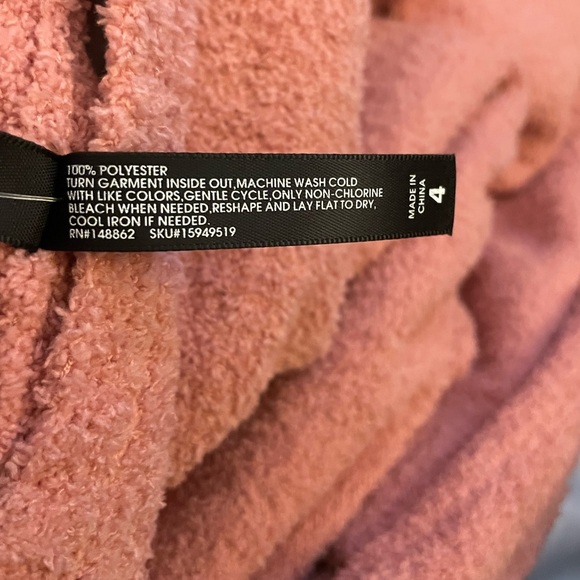 100% POLYESTER
TURN GARMENT INSIDE OUT,MACHINE WASH COLD
WITH LIKE COLORS,GENTLE CYCLE,ONLY NON-CHLORINE
BLEACH WHEN NEEDED,RESHAPE AND LAY FLAT TO DRY,
COOL IRON IF NEEDED.
RN#148862 SKU#15949519
MADE IN
CHINA
4